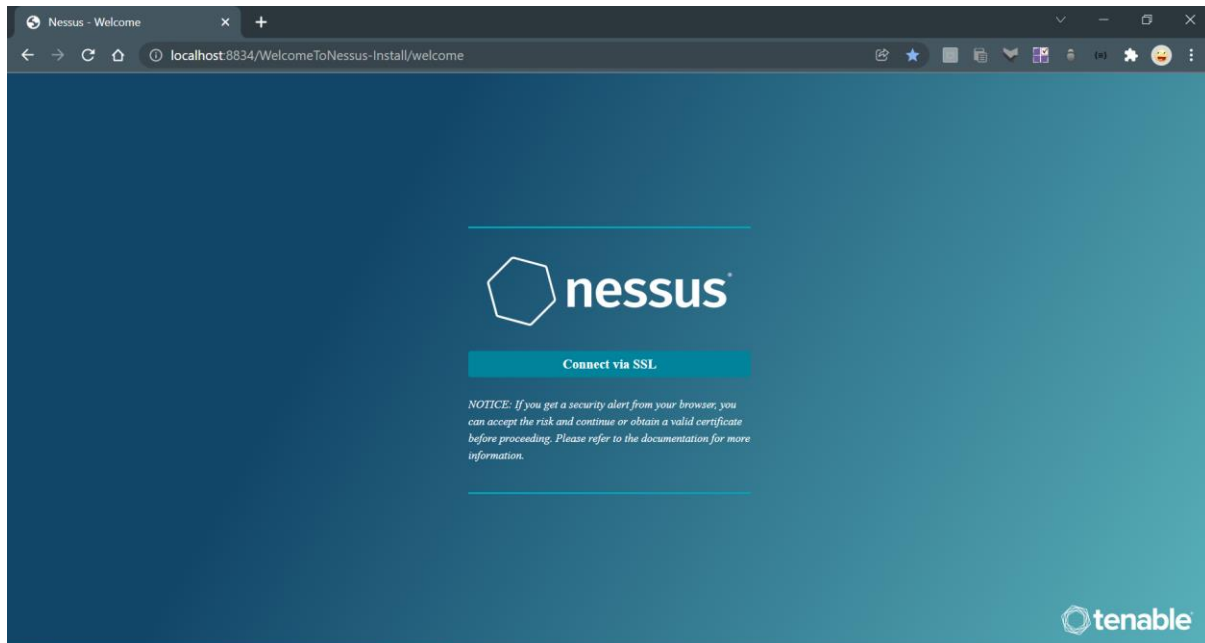 Nessus - Welcome
localhost:8834/WelcomeToNessus-Install/welcome
nessus
Connect via SSL
NOTICE: If you get a security alert from your browser, you
can accept the risk and continue or obtain a valid certificate
before proceeding. Please refer to the documentation for more
information.
tenable